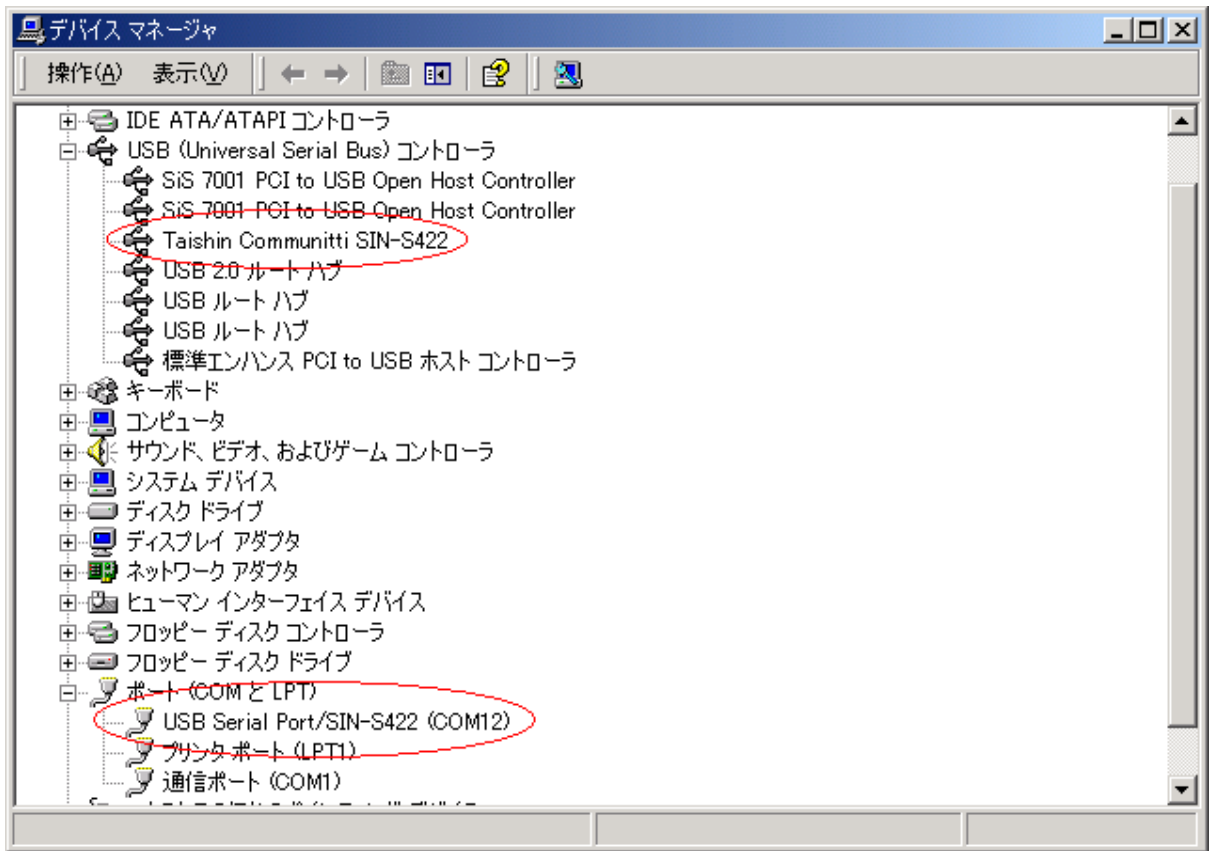 デバイス マネージャ
操作(A) 表示(V)
IDE ATA/ATAPI コントローラ
USB (Universal Serial Bus) コントローラ
SiS 7001 PCI to USB Open Host Controller
SiS 7001 PCI to USB Open Host Controller
Taishin Communitti SIN-S422
USB 2.0 ルート ハブ
USB ルート ハブ
USB ルート ハブ
標準エンハンス PCI to USB ホスト コントローラ
キーボード
コンピュータ
サウンド、ビデオ、およびゲーム コントローラ
システム デバイス
ディスク ドライブ
ディスプレイ アダプタ
ネットワーク アダプタ
ヒューマン インターフェイス デバイス
フロッピー ディスク コントローラ
フロッピー ディスク ドライブ
ポート (COM と LPT)
USB Serial Port/SIN-S422 (COM12)
プリンタ ポート (LPT1)
通信ポート (COM1)